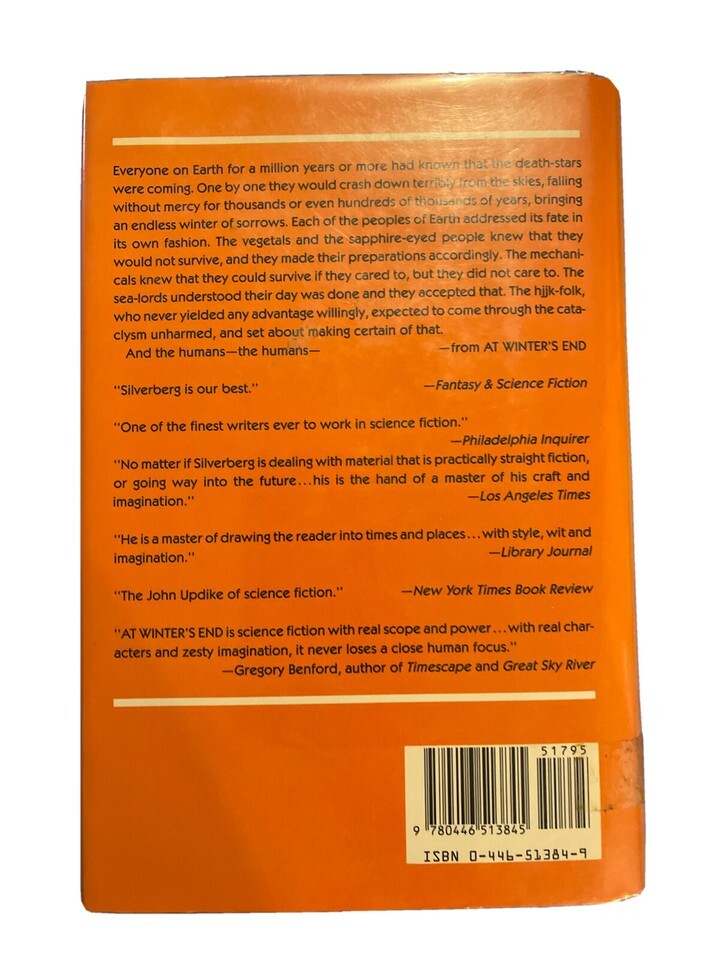 Everyone on Earth for a million years or more had known that the death-stars
were coming. One by one they would crash down terribly from the skies, falling
without mercy for thousands or even hundreds of thousands of years, bringing
an endless winter of sorrows. Each of the peoples of Earth addressed its fate in
its own fashion. The vegetals and the sapphire-eyed people knew that they
would not survive, and they made their preparations accordingly. The mechani-
cals knew that they could survive if they cared to, but they did not care to. The
sea-lords understood their day was done and they accepted that. The hjjk-folk,
who never yielded any advantage willingly, expected to come through the cata-
clysm unharmed, and set about making certain of that.
And the humans—the humans— —from AT WINTER'S END
"Silverberg is our best." —Fantasy & Science Fiction
"One of the finest writers ever to work in science fiction."
—Philadelphia Inquirer
"No matter if Silverberg is dealing with material that is practically straight fiction,
or going way into the future...his is the hand of a master of his craft and
imagination." —Los Angeles Times
"He is a master of drawing the reader into times and places...with style, wit and
imagination." —Library Journal
"The John Updike of science fiction." —New York Times Book Review
"AT WINTER'S END is science fiction with real scope and power...with real char-
acters and zesty imagination, it never loses a close human focus."
—Gregory Benford, author of Timescape and Great Sky River
51795
9 780446 513845
ISBN 0-446-51384-9